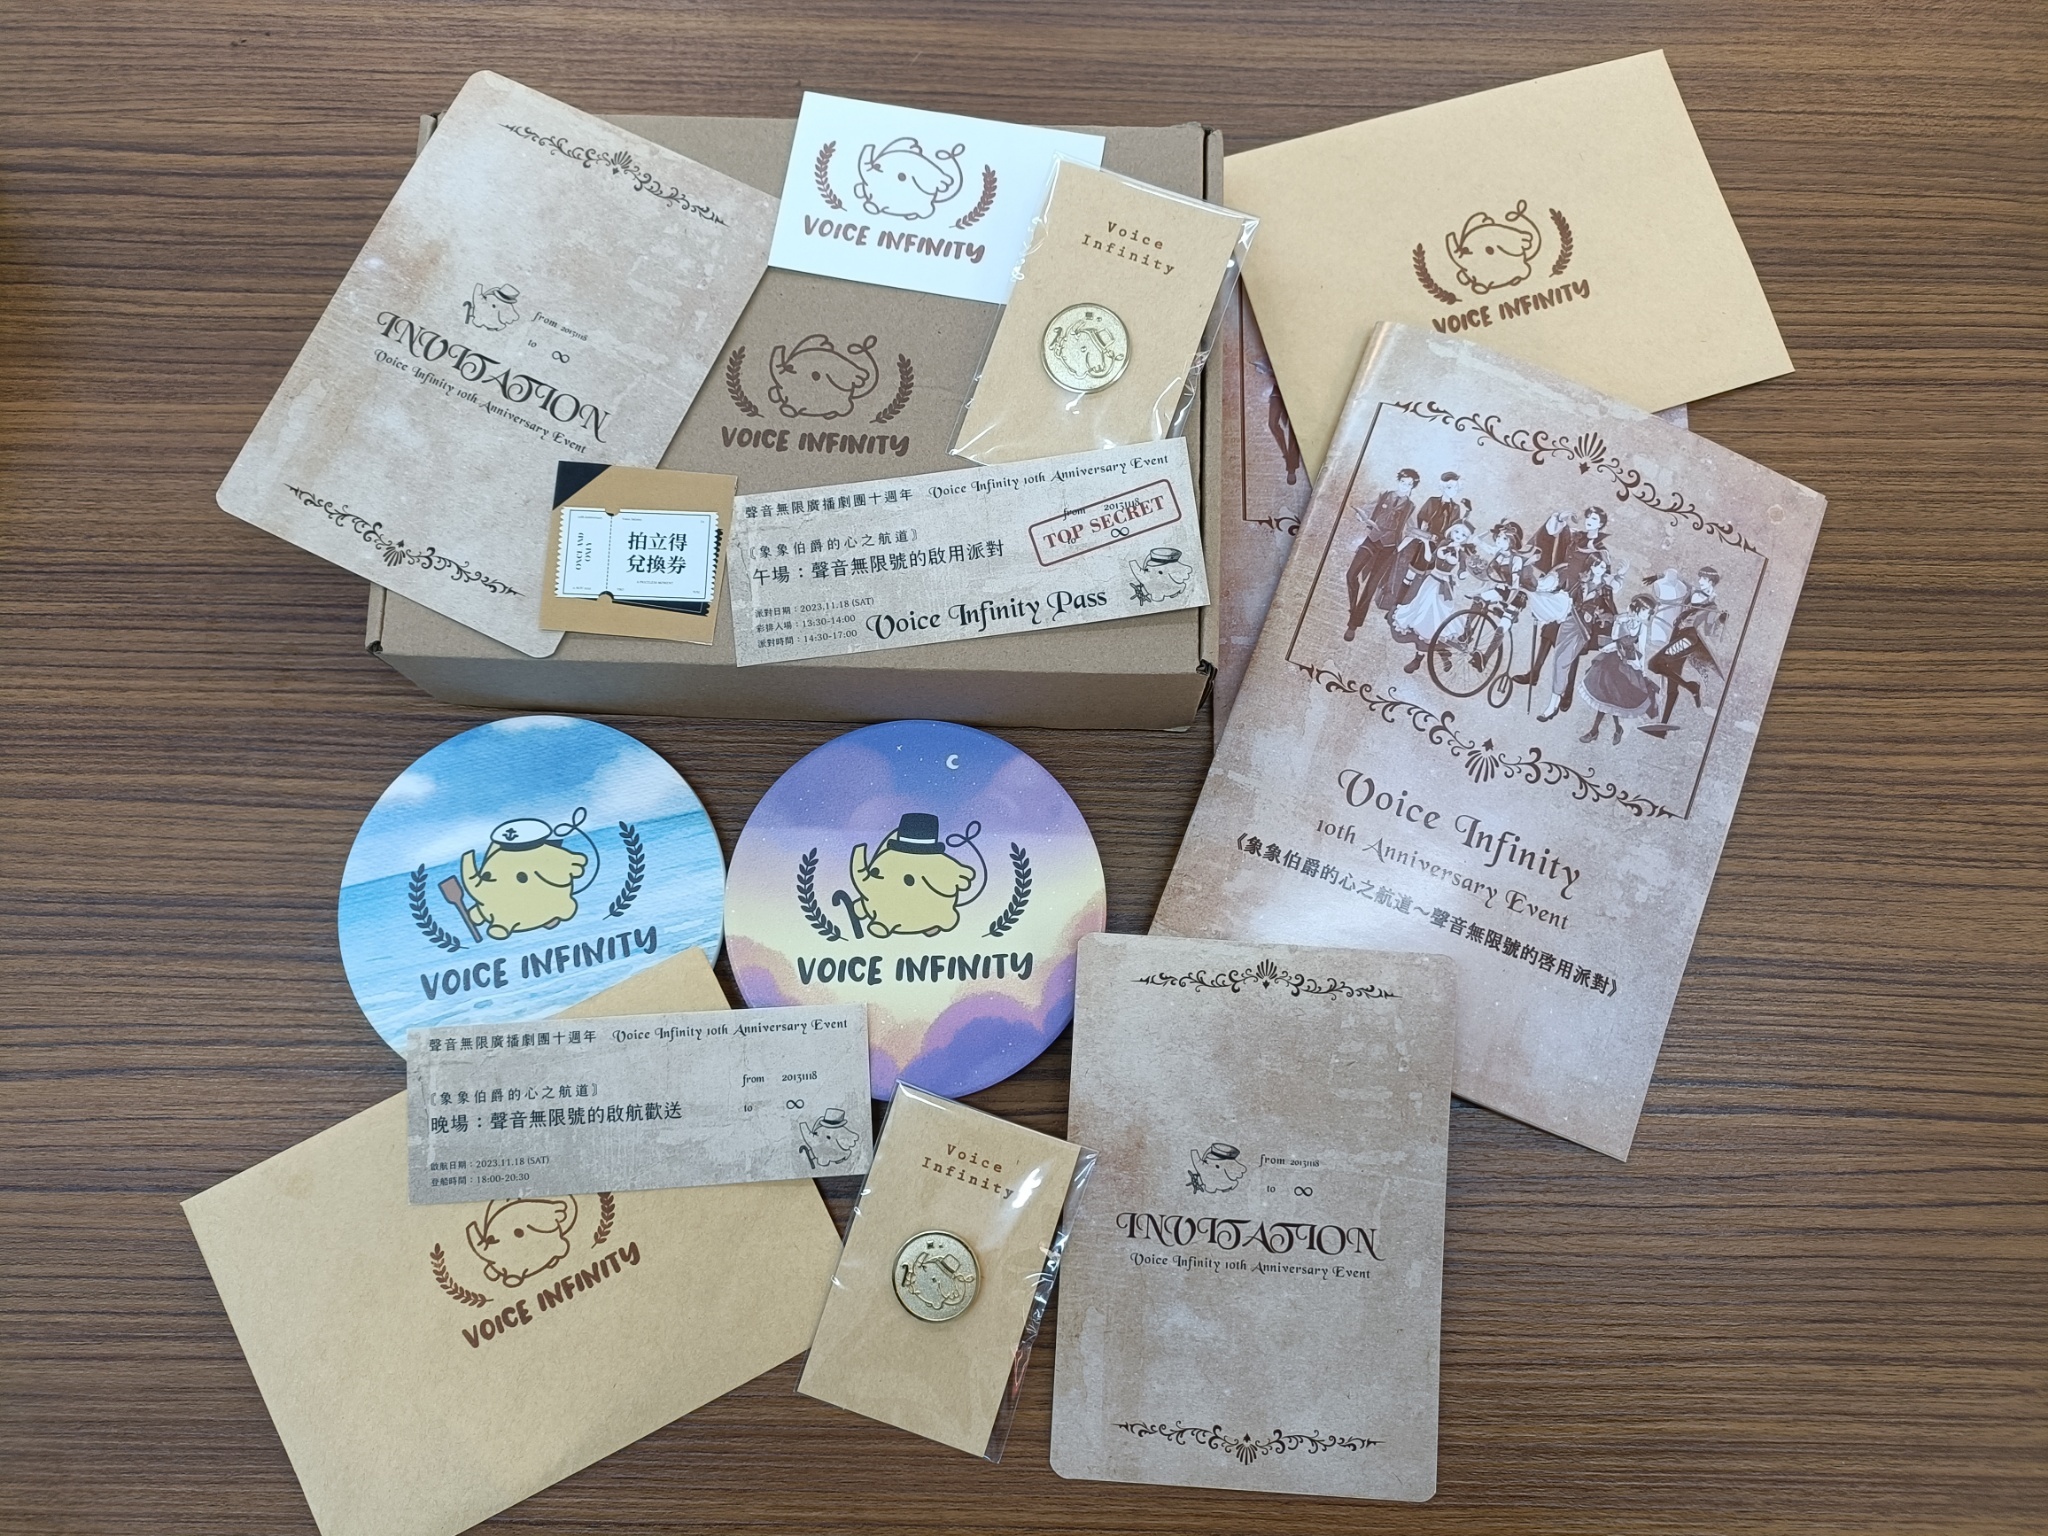 from 20131118
to ∞
INVITATION
Voice Infinity 10th Anniversary Event
VOICE INFINITY
Voice
Infinity
VOICE INFINITY
VOICE INFINITY
拍立得
兌換券
聲音無限廣播劇團十週年 Voice Infinity 10th Anniversary Event
from 20131118
to ∞
TOP SECRET
《象象伯爵的心之航道》
午場：聲音無限號的啟用派對
派對日期：2023.11.18 (SAT)
彩排入場：13:30-14:00
派對時間：14:30-17:00
Voice Infinity Pass
Voice Infinity
10th Anniversary Event
《象象伯爵的心之航道～聲音無限號的啓用派對》
VOICE INFINITY
VOICE INFINITY
聲音無限廣播劇團十週年 Voice Infinity 10th Anniversary Event
from 20131118
to ∞
《象象伯爵的心之航道》
晚場：聲音無限號的啟航歡送
啟航日期：2023.11.18 (SAT)
登船時間：18:00-20:30
VOICE INFINITY
Voice
Infinity
from 20131118
to ∞
INVITATION
Voice Infinity 10th Anniversary Event